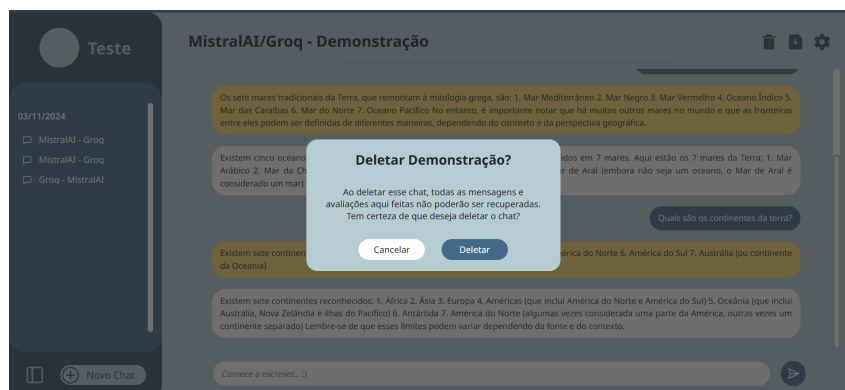 Teste
03/11/2024
MistralAI - Groq
MistralAI - Groq
Groq - MistralAI
Novo Chat
MistralAI/Groq - Demonstração
Os sete mares tradicionais da Terra, que remontam à mitologia grega, são: 1. Mar Mediterrâneo 2. Mar Negro 3. Mar Vermelho 4. Oceano Índico 5.
Mar das Caraíbas 6. Mar do Norte 7. Oceano Pacífico No entanto, é importante notar que há muitos outros mares no mundo e que as fronteiras
entre eles podem ser definidas de diferentes maneiras, dependendo do contexto e da perspectiva geográfica.
Existem cinco oceano
idos em 7 mares. Aqui estão os 7 mares da Terra: 1. Mar
Arábico 2. Mar da Ch
r de Aral (embora não seja um oceano, o Mar de Aral é
considerado um mar)
Quais são os continentes da terra?
Existem sete continen
érica do Norte 6. América do Sul 7. Austrália (ou continente
da Oceania)
Existem sete continentes reconhecidos: 1. África 2. Ásia 3. Europa 4. Américas (que inclui América do Norte e América do Sul) 5. Oceânia (que inclui
Austrália, Nova Zelândia e ilhas do Pacífico) 6. Antártida 7. América do Norte (algumas vezes considerada uma parte da América, outras vezes um
continente separado) Lembre-se de que esses limites podem variar dependendo da fonte e do contexto.
Comece a escrever... :)
Deletar Demonstração?
Ao deletar esse chat, todas as mensagens e
avaliações aqui feitas não poderão ser recuperadas.
Tem certeza de que deseja deletar o chat?
Cancelar
Deletar